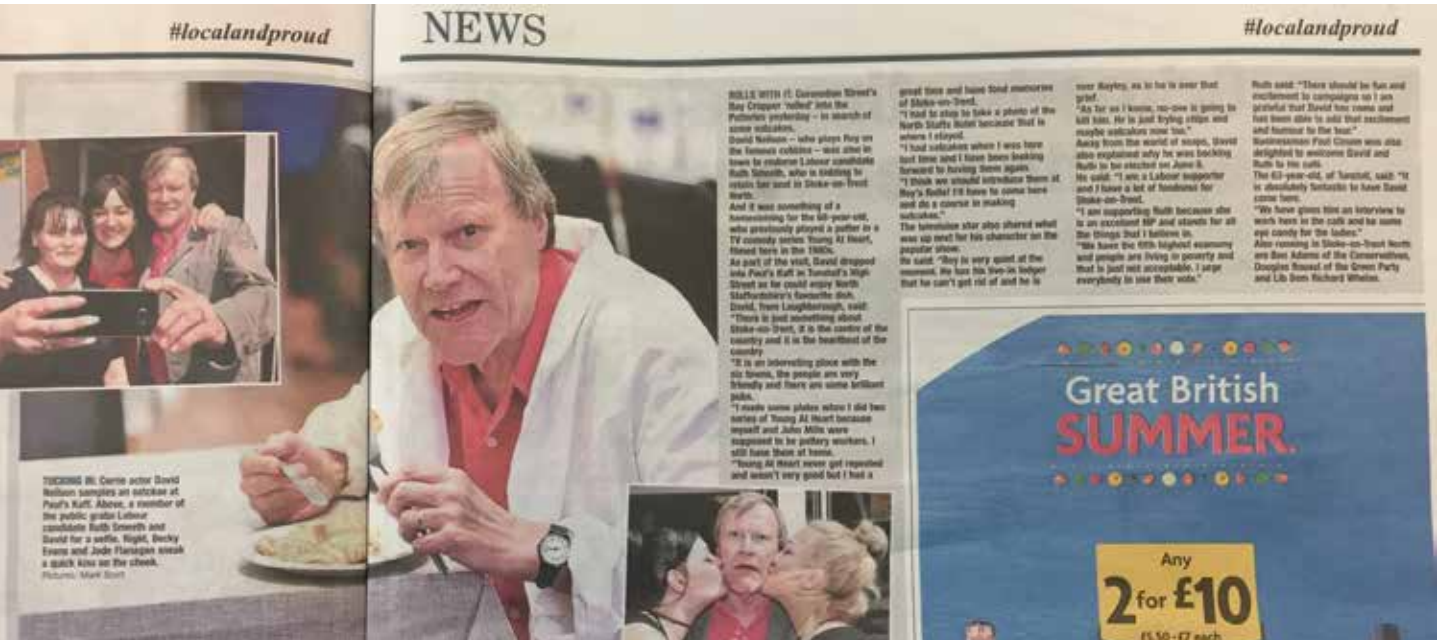 #localandproud
NEWS
#localandproud
ROLLE WITH IT: Coronation Street's
Roy Cropper 'rolled' into the
Potteries yesterday – in search of
some oatcakes.
David Neilson – who plays Roy on
the famous cobbles – was also in
town to endorse Labour candidate
Ruth Smeeth, who is bidding to
retain her seat in Stoke-on-Trent
North.
And it was something of a
homecoming for the 68-year-old,
who previously played a potter in a
TV comedy series Young At Heart,
filmed here in the 1980s.
As part of the visit, David dropped
into Paul's Kaff in Tunstall's High
Street so he could enjoy North
Staffordshire's favourite dish.
David, from Loughborough, said:
"There is just something about
Stoke-on-Trent, it is the centre of the
country and it is the heartbeat of the
country.
"It is an interesting place with the
six towns, the people are very
friendly and there are some brilliant
pubs.
"I made some plates when I did two
series of Young At Heart because
myself and John Mills were
supposed to be pottery workers. I
still have them at home.
"Young At Heart never got repeated
and wasn't very good but I had a
great time and have fond memories
of Stoke-on-Trent.
"I had to stop to take a photo of the
North Staffs Hotel because that is
where I stayed.
"I had oatcakes when I was here
last time and I have been looking
forward to having them again.
"I think we should introduce them at
Roy's Rolls! I'll have to come here
and do a course in making
oatcakes."
The television star also shared what
was up next for his character on the
popular show.
He said: "Roy is very quiet at the
moment. He has his live-in lodger
that he can't get rid of and he is
over Hayley, as in he is over that
grief.
"As far as I know, no-one is going to
kill him. He is just frying chips and
maybe oatcakes now too."
Away from the world of soaps, David
also explained why he was backing
Ruth to be elected on June 8.
He said: "I am a Labour supporter
and I have a lot of fondness for
Stoke-on-Trent.
"I am supporting Ruth because she
is an excellent MP and stands for all
the things that I believe in.
"We have the fifth highest economy
and people are living in poverty and
that is just not acceptable. I urge
everybody to use their vote."
Ruth said: "There should be fun and
excitement in campaigns so I am
grateful that David has come and
has been able to add that excitement
and humour to the tour."
Businessman Paul was also
delighted to welcome David and
Ruth to his cafe.
The 63-year-old, of Tunstall, said: "It
is absolutely fantastic to have David
come here.
"We have given him an interview to
work here in the cafe and be some
eye candy for the ladies."
Also running in Stoke-on-Trent North
are Ben Adams of the Conservatives,
Douglas Rouxel of the Green Party
and Lib Dem Richard Whelan.
TUCKING IN: Corrie actor David
Neilson samples an oatcake at
Paul's Kaff. Above, a member of
the public grabs Labour
candidate Ruth Smeeth and
David for a selfie. Right, Becky
Evans and Jade Flanagan sneak
a quick kiss on the cheek.
Pictures: Mark Scott
Great British
SUMMER.
Any
2 for £10
£5.50-£7 each